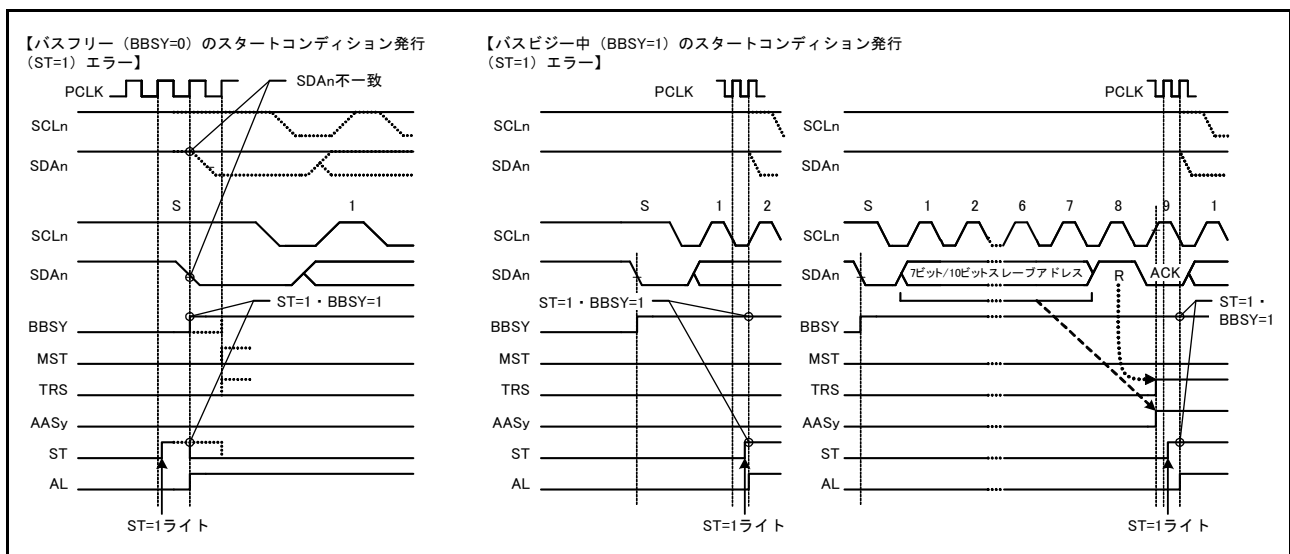 【バスフリー（BBSY=0）のスタートコンディション発行
（ST=1）エラー】
PCLK
SDAn不一致
SCLn
SDAn
S 1
SCLn
SDAn
ST=1・BBSY=1
BBSY
MST
TRS
AASy
ST
AL
ST=1ライト
【バスビジー中（BBSY=1）のスタートコンディション発行
（ST=1）エラー】
PCLK
SCLn
SDAn
S 1 2
SCLn
SDAn
ST=1・BBSY=1
BBSY
MST
TRS
AASy
ST
AL
ST=1ライト
PCLK
SCLn
SDAn
S 1 2 6 7 8 9 1
SCLn
SDAn
7ビット/10ビットスレーブアドレス R ACK
ST=1・
BBSY=1
BBSY
MST
TRS
AASy
ST
AL
ST=1ライト